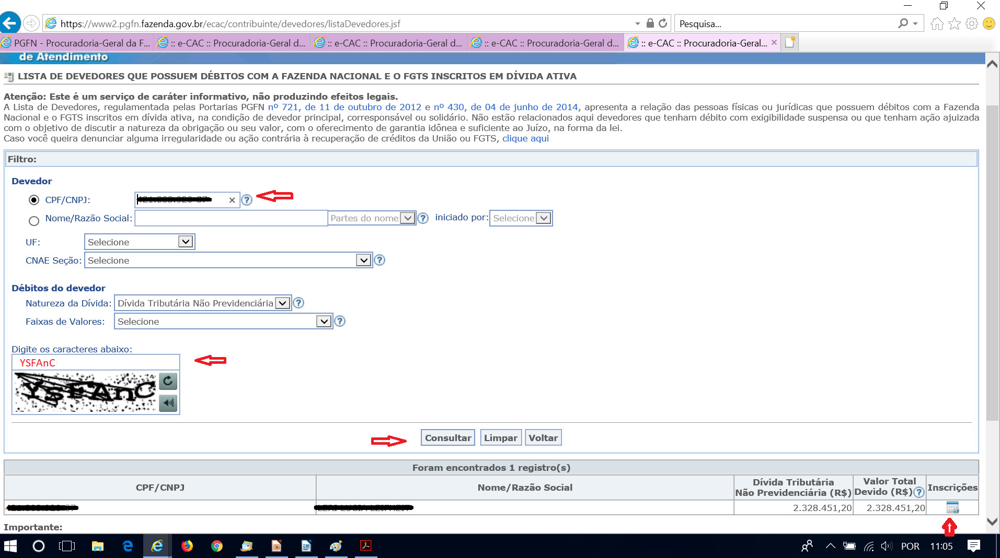 https://www2.pgfn.fazenda.gov.br/ecac/contribuinte/devedores/listaDevedores.jsf
Pesquisa...
PGFN - Procuradoria-Geral da F...
:: e-CAC :: Procuradoria-Geral d...
:: e-CAC :: Procuradoria-Geral d...
:: e-CAC :: Procuradoria-Geral d...
:: e-CAC :: Procuradoria-Geral...
de Atendimento
LISTA DE DEVEDORES QUE POSSUEM DÉBITOS COM A FAZENDA NACIONAL E O FGTS INSCRITOS EM DÍVIDA ATIVA
Atenção: Este é um serviço de caráter informativo, não produzindo efeitos legais.
A Lista de Devedores, regulamentada pelas Portarias PGFN nº 721, de 11 de outubro de 2012 e nº 430, de 04 de junho de 2014, apresenta a relação das pessoas físicas ou jurídicas que possuem débitos com a Fazenda
Nacional e o FGTS inscritos em dívida ativa, na condição de devedor principal, corresponsável ou solidário. Não estão relacionados aqui devedores que tenham débito com exigibilidade suspensa ou que tenham ação ajuizada
com o objetivo de discutir a natureza da obrigação ou seu valor, com o oferecimento de garantia idônea e suficiente ao Juízo, na forma da lei.
Caso você queira denunciar alguma irregularidade ou ação contrária à recuperação de créditos da União ou FGTS, clique aqui
Filtro:
Devedor
CPF/CNPJ:
Nome/Razão Social: Partes do nome iniciado por: Selecione
UF: Selecione
CNAE Seção: Selecione
Débitos do devedor
Natureza da Dívida: Dívida Tributária Não Previdenciária
Faixas de Valores: Selecione
Digite os caracteres abaixo:
YSFAnC
YSFAnC
Consultar Limpar Voltar
Foram encontrados 1 registro(s)
CPF/CNPJ
Nome/Razão Social
Dívida Tributária
Não Previdenciária (R$)
Valor Total
Devido (R$)
Inscrições
2.328.451,20
2.328.451,20
Importante:
POR
11:05